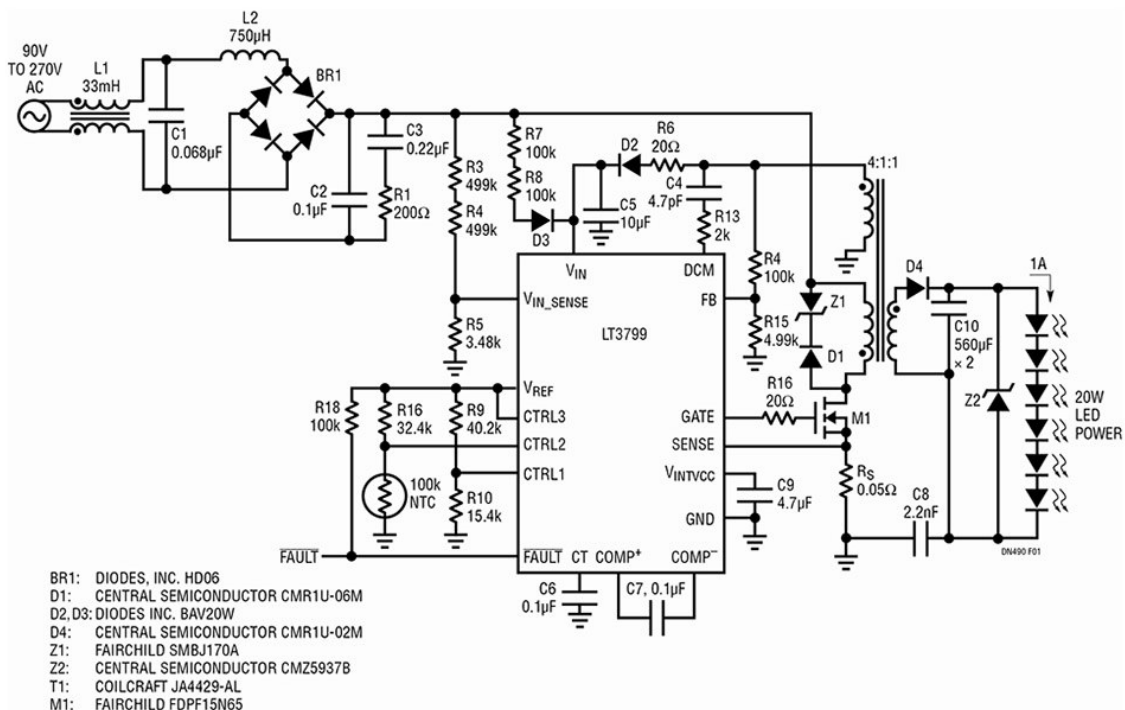 L2
750µH
90V
TO 270V
AC
L1
33mH
BR1
C1
0.068µF
C3
0.22µF
C2
0.1µF
R1
200Ω
R3
499k
R4
499k
R7
100k
R8
100k
D3
D2
R6
20Ω
C4
4.7pF
C5
10µF
R13
2k
4:1:1
VIN
DCM
R4
100k
FB
R15
4.99k
Z1
D1
D4
1A
C10
560µF
× 2
Z2
20W
LED
POWER
VIN_SENSE
R5
3.48k
LT3799
VREF
CTRL3
CTRL2
CTRL1
R18
100k
R16
32.4k
R9
40.2k
100k
NTC
R10
15.4k
R16
20Ω
GATE
M1
SENSE
VINTVCC
GND
C9
4.7µF
RS
0.05Ω
C8
2.2nF
DN490 F01
FAULT
FAULT CT COMP+ COMP–
C6
0.1µF
C7, 0.1µF
BR1: DIODES, INC. HD06
D1: CENTRAL SEMICONDUCTOR CMR1U-06M
D2, D3: DIODES INC. BAV20W
D4: CENTRAL SEMICONDUCTOR CMR1U-02M
Z1: FAIRCHILD SMBJ170A
Z2: CENTRAL SEMICONDUCTOR CMZ5937B
T1: COILCRAFT JA4429-AL
M1: FAIRCHILD FDPF15N65